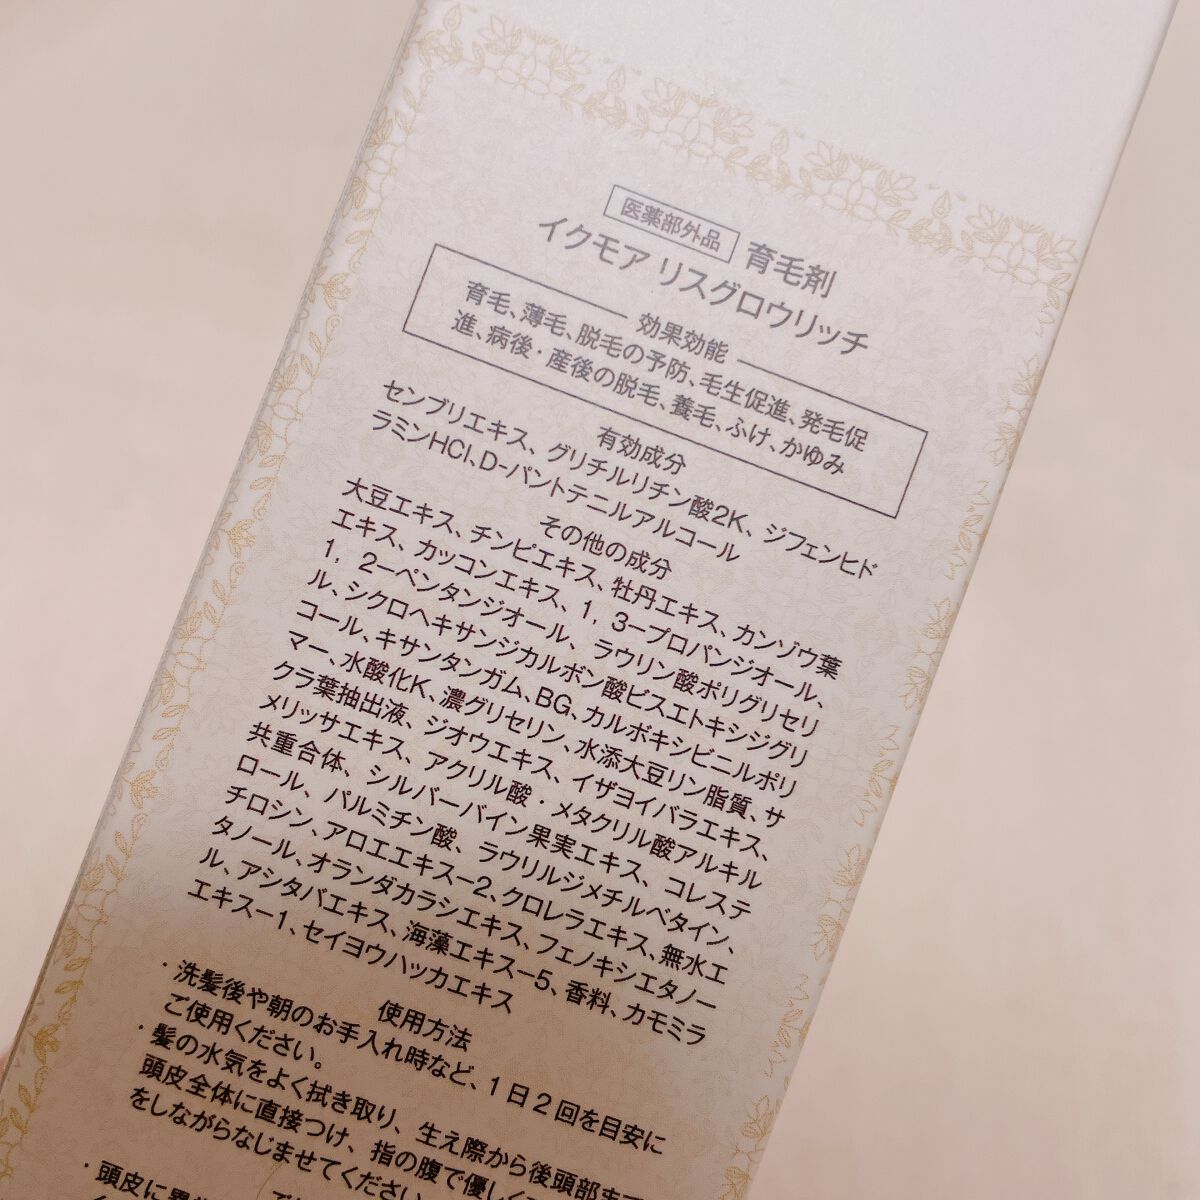 医薬部外品 育毛剤
イクモア リスグロウリッチ
効果効能
育毛、薄毛、脱毛の予防、毛生促進、発毛促
進、病後・産後の脱毛、養毛、ふけ、かゆみ
有効成分
センブリエキス、グリチルリチン酸2K、ジフェンヒド
ラミンHCl、D-パントテニルアルコール
その他の成分
大豆エキス、チンピエキス、牡丹エキス、カンゾウ葉
エキス、カッコンエキス、1，3－プロパンジオール、
1，2－ペンタンジオール、ラウリン酸ポリグリセリ
ル、シクロヘキサンジカルボン酸ビスエトキシジグリ
コール、キサンタンガム、BG、カルボキシビニルポリ
マー、水酸化K、濃グリセリン、水添大豆リン脂質、サ
クラ葉抽出液、ジオウエキス、イザヨイバラエキス、
メリッサエキス、アクリル酸・メタクリル酸アルキル
共重合体、シルバーバイン果実エキス、コレステ
ロール、パルミチン酸、ラウリルジメチルベタイン、
チロシン、アロエエキス-2、クロレラエキス、無水エ
タノール、オランダカラシエキス、フェノキシエタノー
ル、アシタバエキス、海藻エキス-5、香料、カモミラ
エキス－1、セイヨウハッカエキス
使用方法
・洗髪後や朝のお手入れ時など、1日2回を目安に
ご使用ください。
・髪の水気をよく拭き取り、生え際から後頭部まで
頭皮全体に直接つけ、指の腹で優しく
をしながらなじませてください
・頭皮に異